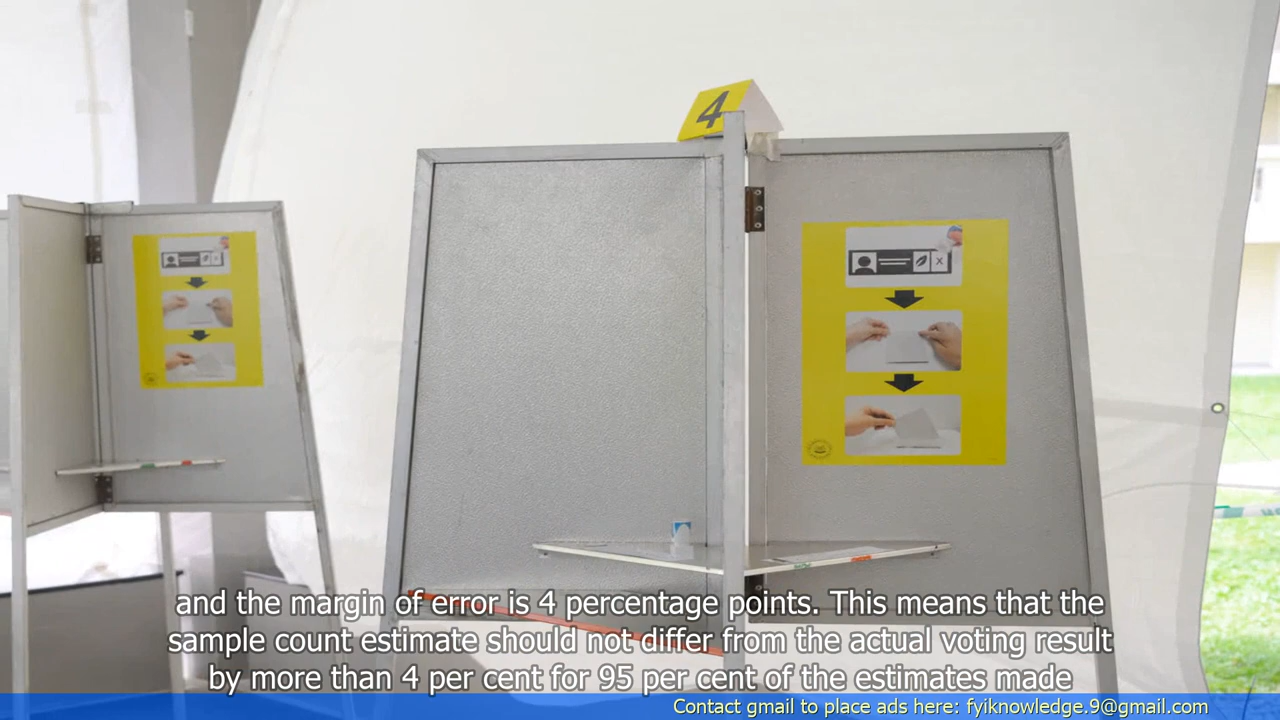 4
X
and the margin of error is 4 percentage points. This means that the
sample count estimate should not differ from the actual voting result
by more than 4 per cent for 95 per cent of the estimates made
Contact gmail to place ads here: fyiknowledge.9@gmail.com